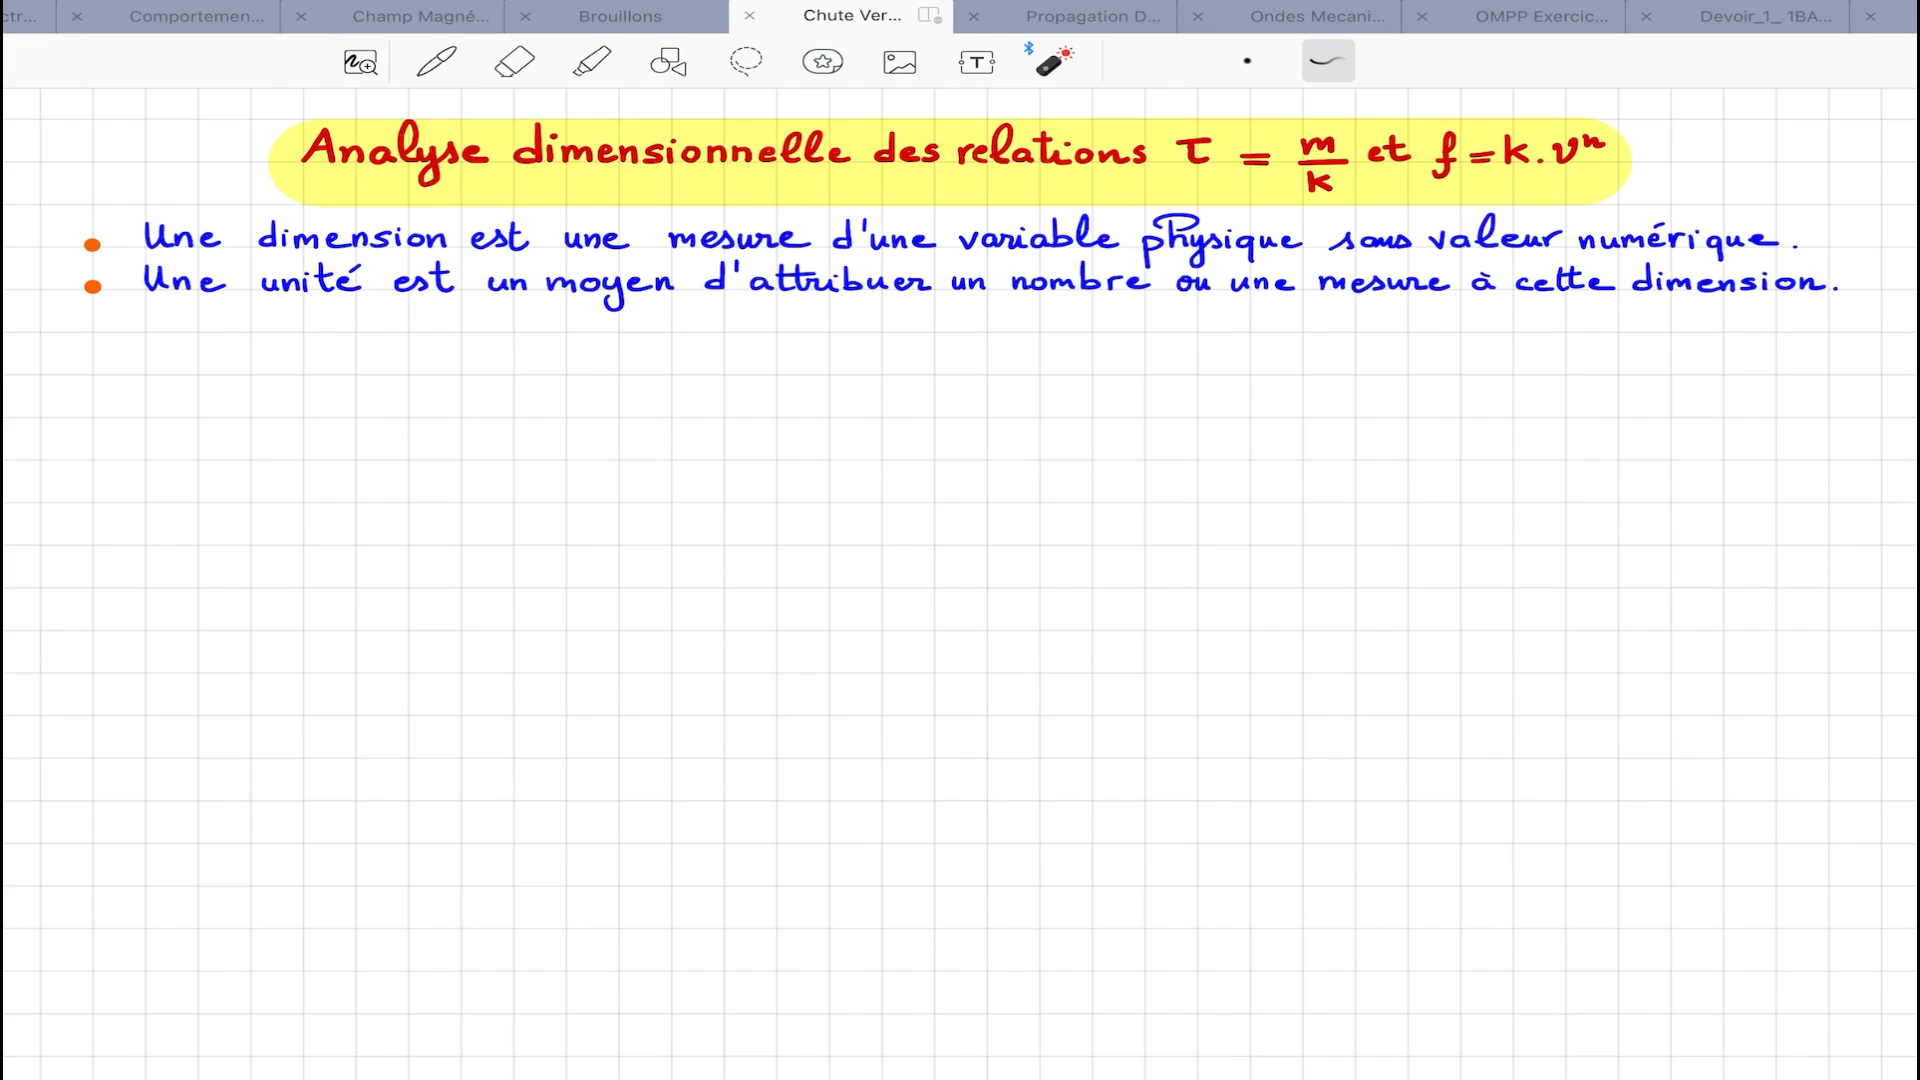 ctr... Comportemen... Champ Magné... Brouillons Chute Ver... Propagation D... Ondes Mecani... OMPP Exercic... Devoir_1_ 1BA...
T
Analyse dimensionnelle des relations τ = m/k et f = k.vⁿ
• Une dimension est une mesure d'une variable physique sans valeur numérique.
• Une unité est un moyen d'attribuer un nombre ou une mesure à cette dimension.